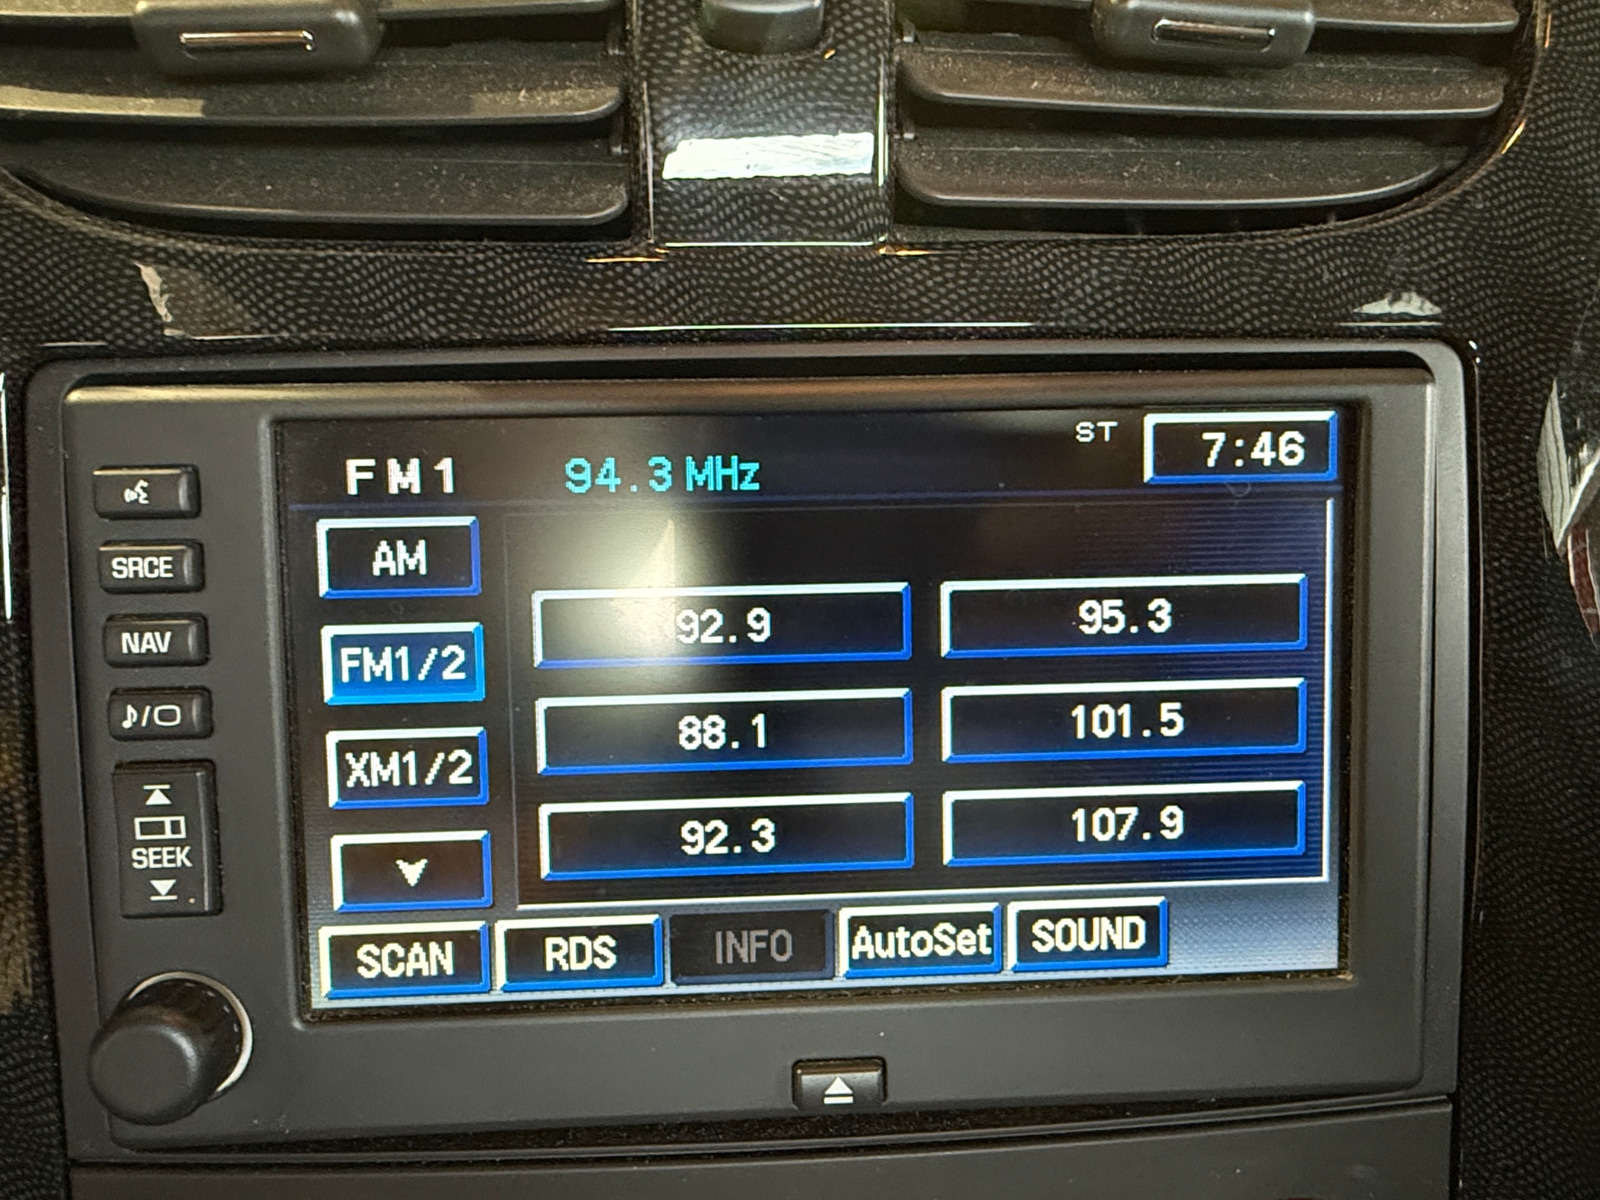 FM1 94.3 MHz ST 7:46
AM
92.9 95.3
SRCE
FM1/2
NAV
88.1 101.5
XM1/2
92.3 107.9
SEEK
SCAN RDS INFO AutoSet SOUND